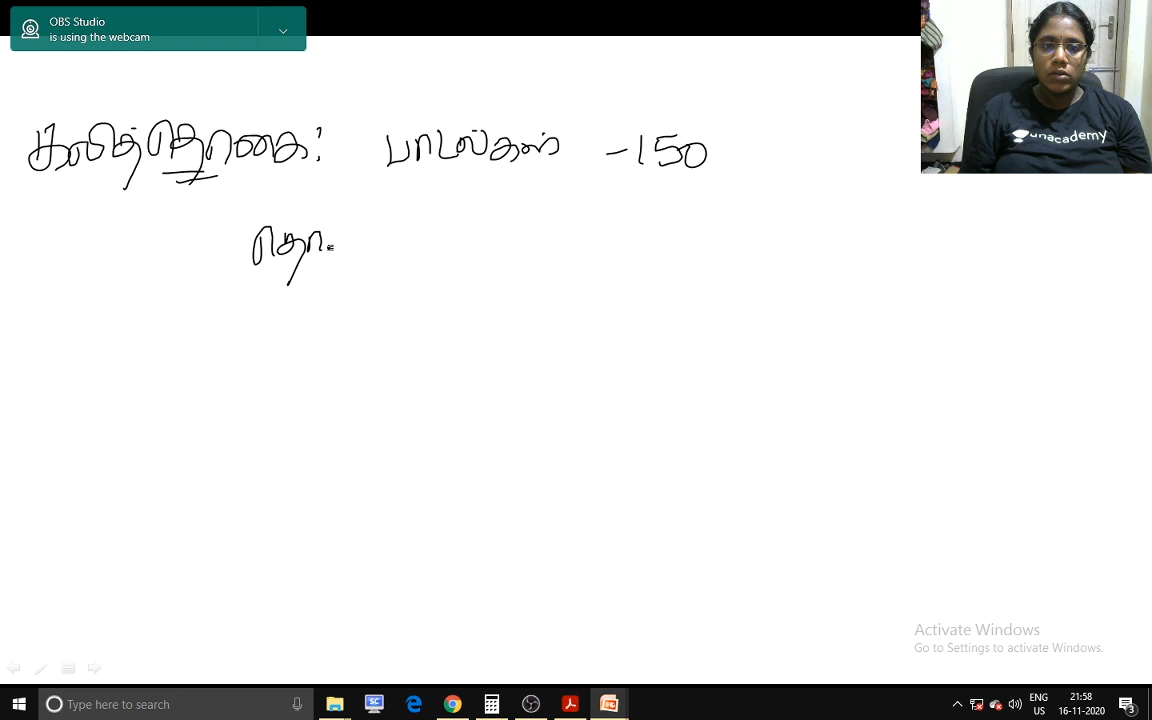 OBS Studio
is using the webcam
unacademy
கலித்தொகை: பாடல்கள் - 150
தொ
Activate Windows
Go to Settings to activate Windows.
Type here to search
ENG
US
21:58
16-11-2020
3